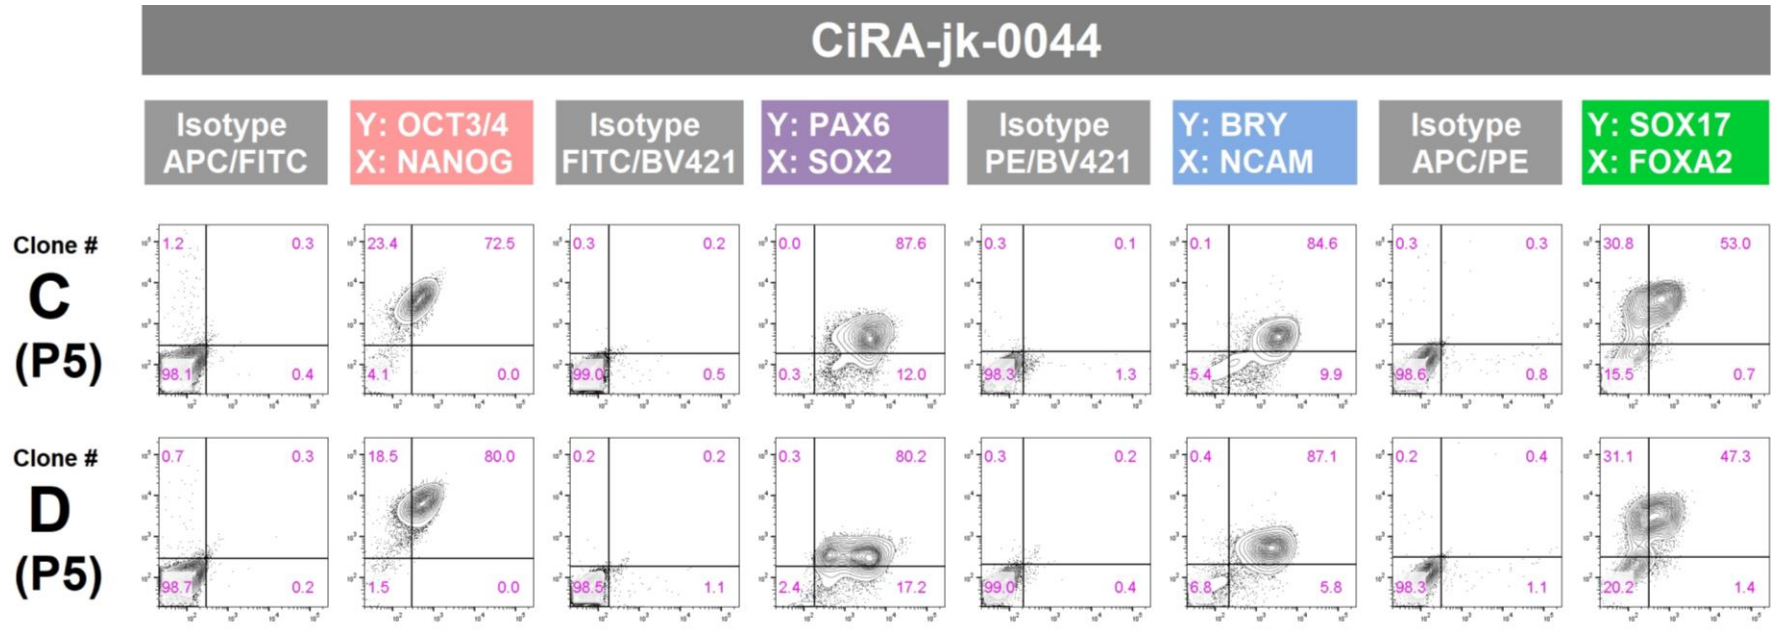 CiRA-jk-0044
Isotype APC/FITC
Y: OCT3/4 X: NANOG
Isotype FITC/BV421
Y: PAX6 X: SOX2
Isotype PE/BV421
Y: BRY X: NCAM
Isotype APC/PE
Y: SOX17 X: FOXA2
Clone #
C
(P5)
1.2 0.3
98.1 0.4
23.4 72.5
4.1 0.0
0.3 0.2
99.0 0.5
0.0 87.6
0.3 12.0
0.3 0.1
98.3 1.3
0.1 84.6
5.4 9.9
0.3 0.3
98.6 0.8
30.8 53.0
15.5 0.7
Clone #
D
(P5)
0.7 0.3
98.7 0.2
18.5 80.0
1.5 0.0
0.2 0.2
98.5 1.1
0.3 80.2
2.4 17.2
0.3 0.2
99.0 0.4
0.4 87.1
6.8 5.8
0.2 0.4
98.3 1.1
31.1 47.3
20.2 1.4